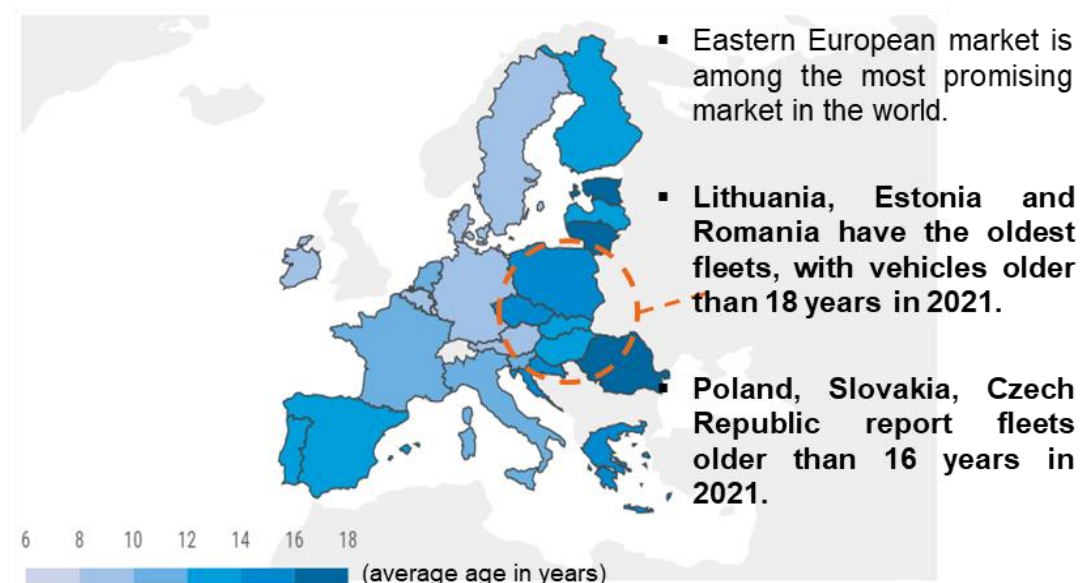 ▪ Eastern European market is
among the most promising
market in the world.
▪ Lithuania, Estonia and
Romania have the oldest
fleets, with vehicles older
than 18 years in 2021.
▪ Poland, Slovakia, Czech
Republic report fleets
older than 16 years in
2021.
6 8 10 12 14 16 18
(average age in years)